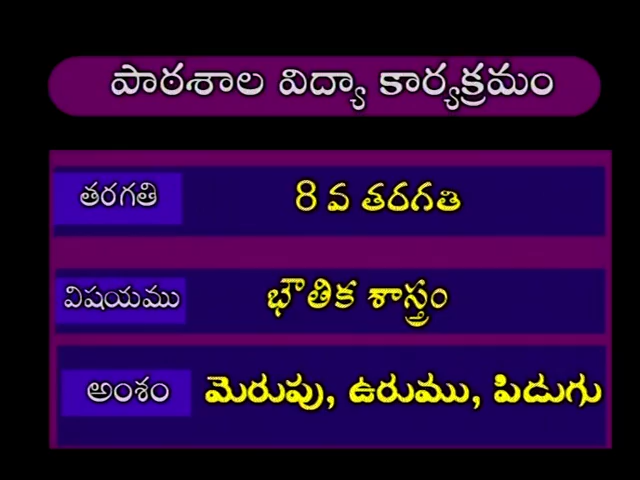 పాఠశాల విద్యా కార్యక్రమం
తరగతి 8 వ తరగతి
విషయము భౌతిక శాస్త్రం
అంశం మెరుపు, ఉరుము, పిడుగు